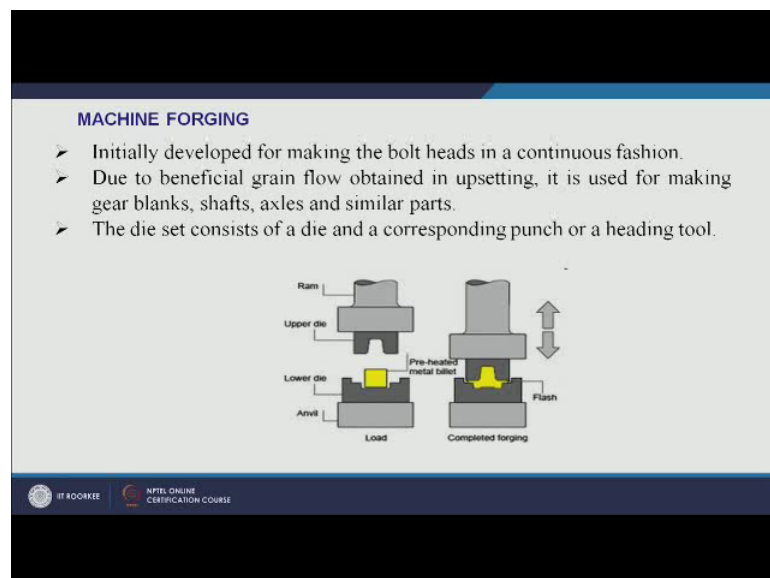 MACHINE FORGING
➢ Initially developed for making the bolt heads in a continuous fashion.
➢ Due to beneficial grain flow obtained in upsetting, it is used for making
gear blanks, shafts, axles and similar parts.
➢ The die set consists of a die and a corresponding punch or a heading tool.
Ram
Upper die
Pre-heated
metal billet
Lower die
Anvil
Flash
Load
Completed forging
IIT ROORKEE
NPTEL ONLINE
CERTIFICATION COURSE